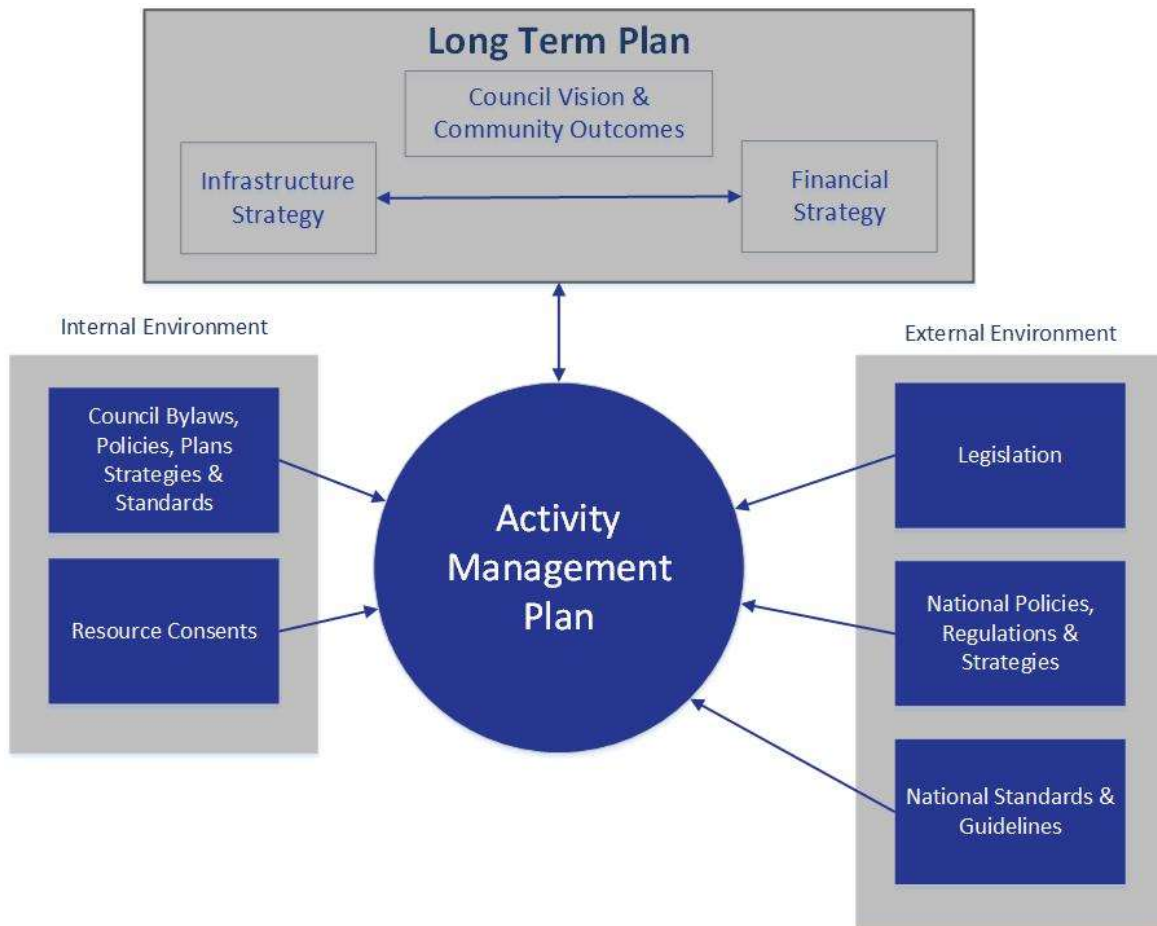 Long Term Plan
Council Vision &
Community Outcomes
Infrastructure
Strategy
Financial
Strategy
Internal Environment
External Environment
Council Bylaws,
Policies, Plans
Strategies &
Standards
Resource Consents
Activity
Management
Plan
Legislation
National Policies,
Regulations &
Strategies
National Standards &
Guidelines